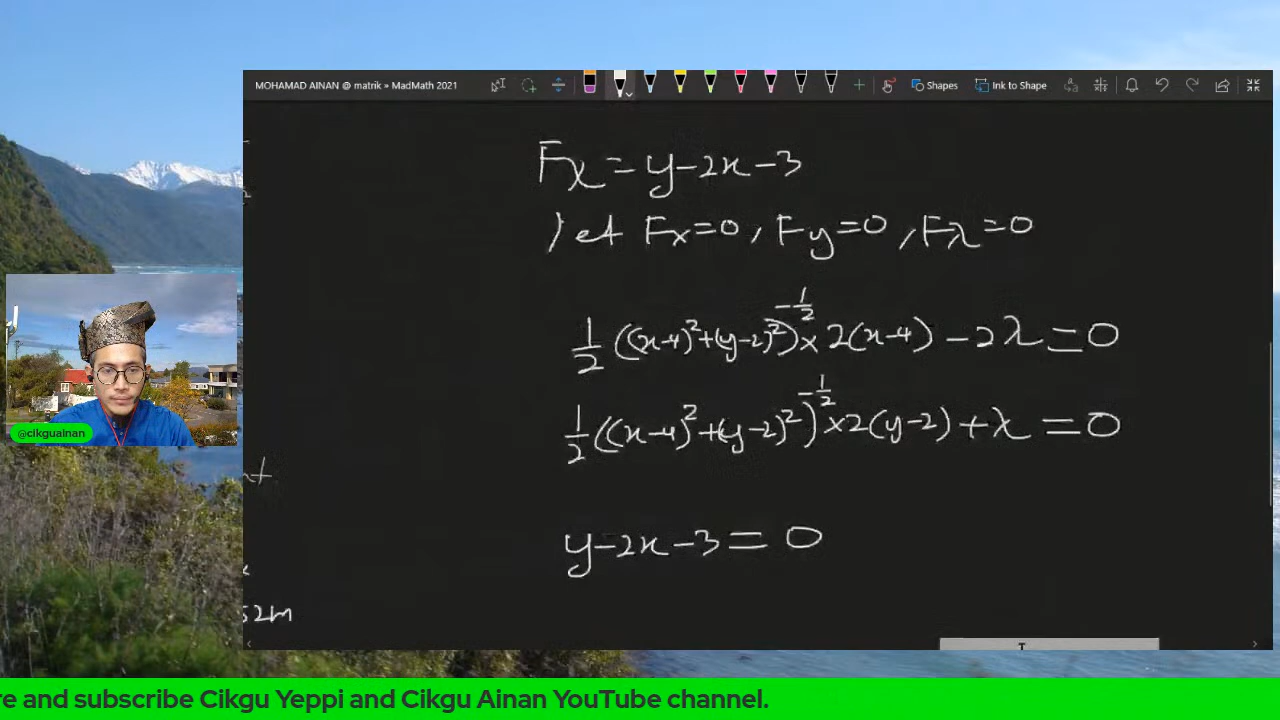 MOHAMAD AINAN @ matrik » MadMath 2021
Shapes
Ink to Shape
Fλ = y-2x-3
let Fx=0, Fy=0, Fλ=0
1/2 ((x-4)²+(y-2)²)^-1/2 × 2(x-4) - 2λ = 0
1/2 ((x-4)²+(y-2)²)^-1/2 ×2(y-2) + λ = 0
@cikguainan
y-2x-3 = 0
52m
re and subscribe Cikgu Yeppi and Cikgu Ainan YouTube channel.